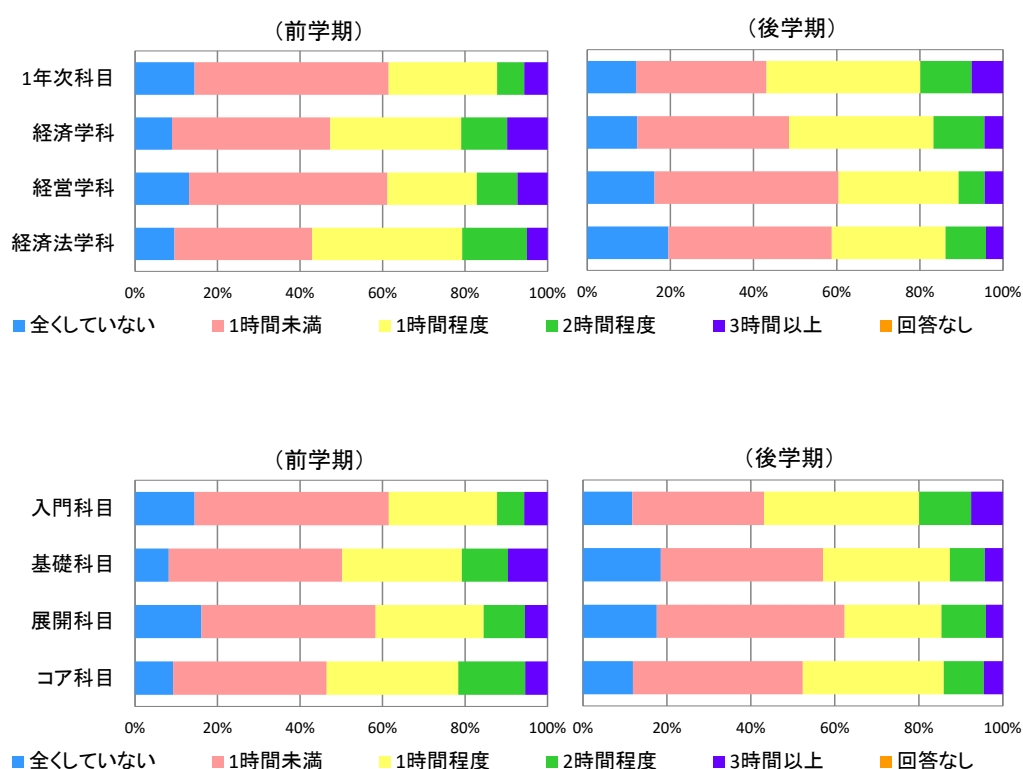 （前学期）
（後学期）
1年次科目
経済学科
経営学科
経済法学科
0% 20% 40% 60% 80% 100%
0% 20% 40% 60% 80% 100%
全くしていない 1時間未満 1時間程度 2時間程度 3時間以上 回答なし
（前学期）
（後学期）
入門科目
基礎科目
展開科目
コア科目
0% 20% 40% 60% 80% 100%
0% 20% 40% 60% 80% 100%
全くしていない 1時間未満 1時間程度 2時間程度 3時間以上 回答なし